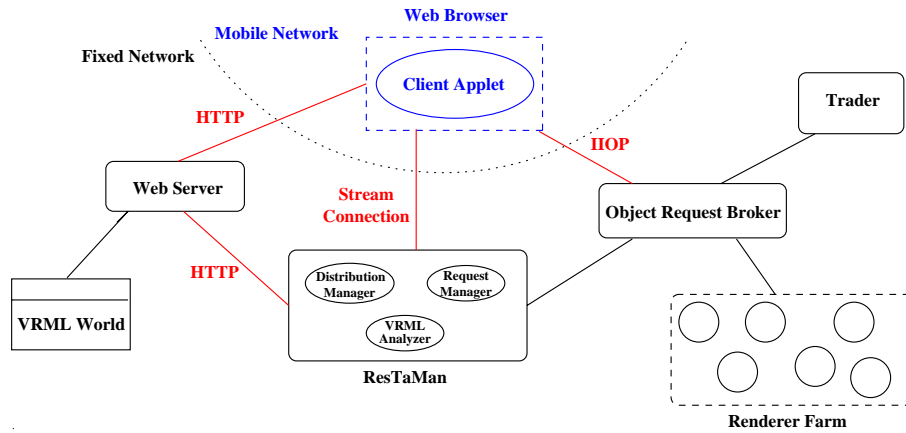 Web Browser
Mobile Network
Fixed Network
Client Applet
Trader
HTTP
IIOP
Web Server
Stream
Connection
Object Request Broker
HTTP
Distribution
Manager
Request
Manager
VRML World
VRML
Analyzer
ResTaMan
Renderer Farm